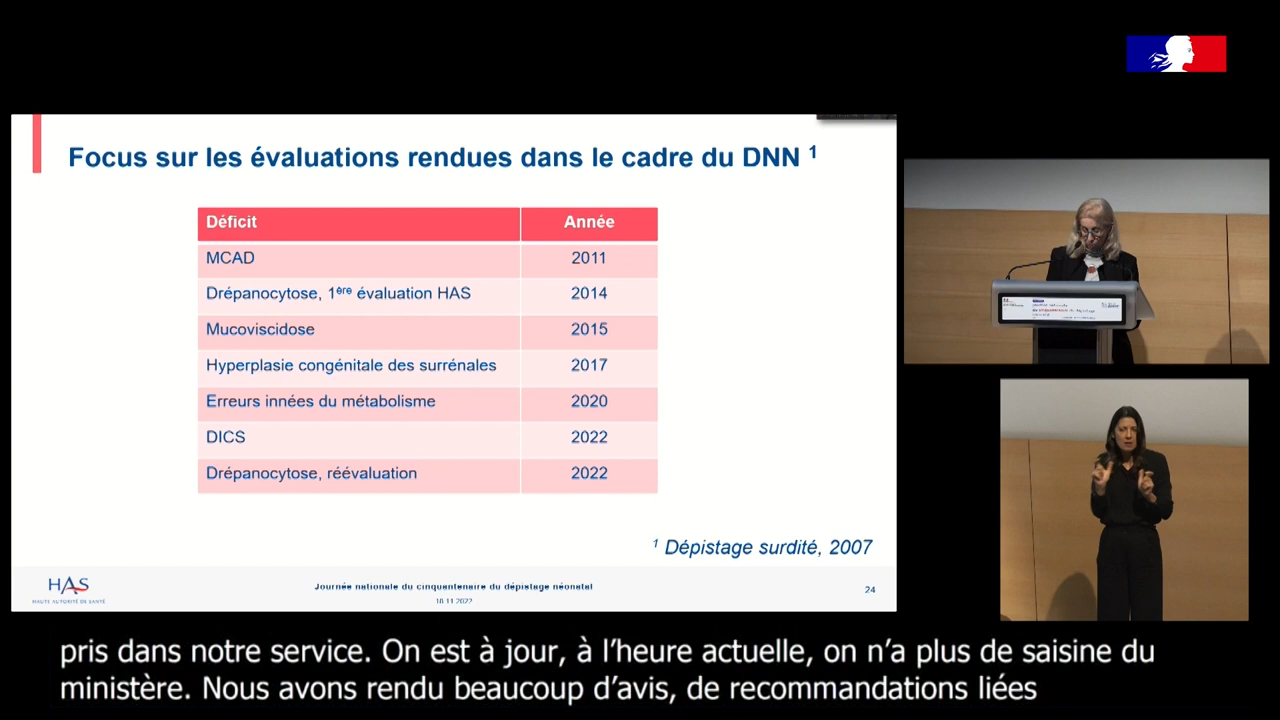 Focus sur les évaluations rendues dans le cadre du DNN ¹
Déficit Année
MCAD 2011
Drépanocytose, 1ère évaluation HAS 2014
Mucoviscidose 2015
Hyperplasie congénitale des surrénales 2017
Erreurs innées du métabolisme 2020
DICS 2022
Drépanocytose, réévaluation 2022
¹ Dépistage surdité, 2007
HAS
HAUTE AUTORITÉ DE SANTÉ
Journée nationale du cinquantenaire du dépistage néonatal
18.11.2022
24
pris dans notre service. On est à jour, à l’heure actuelle, on n’a plus de saisine du
ministère. Nous avons rendu beaucoup d’avis, de recommandations liées